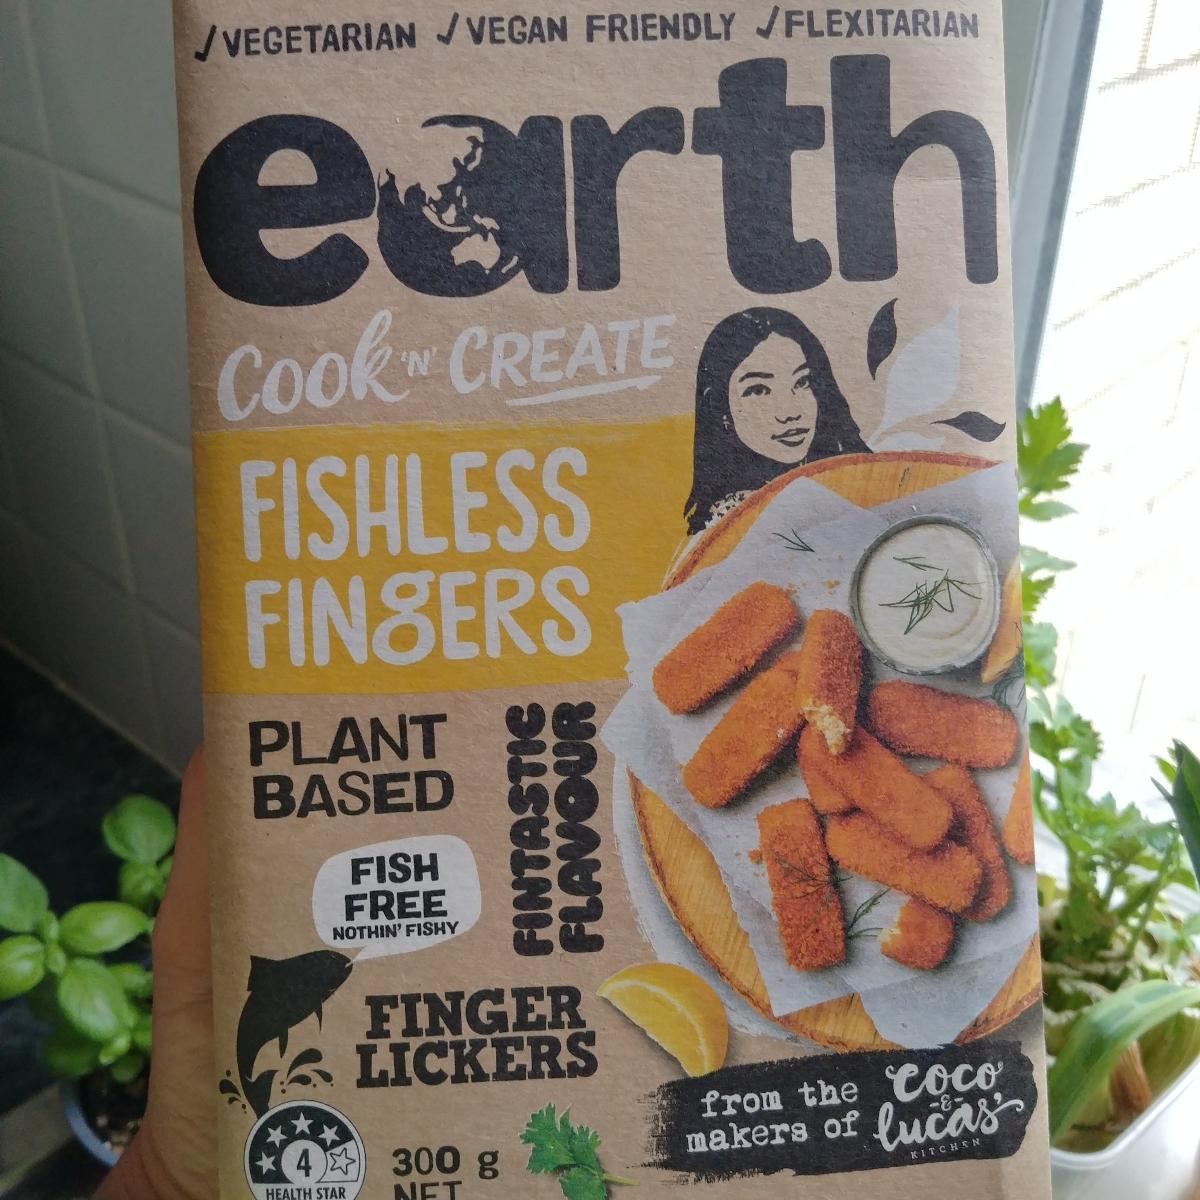 ✓VEGETARIAN ✓VEGAN FRIENDLY ✓FLEXITARIAN
earth
Cook 'N' CREATE
FISHLESS
FINGERS
PLANT
BASED
FINTASTIC
FLAVOUR
FISH
FREE
NOTHIN' FISHY
FINGER
LICKERS
from the
makers of
Coco
&
lucas'
KITCHEN
4
HEALTH STAR
300 g
NET